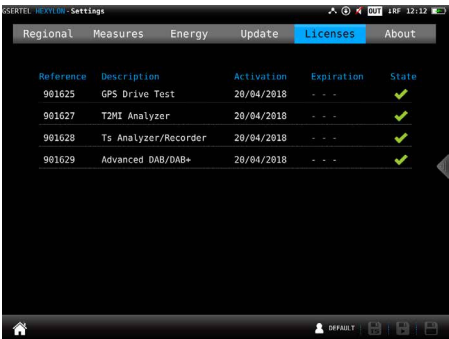 GSERTEL HEXYLON - Settings OUT ↓RF 12:12
Regional Measures Energy Update Licenses About
Reference Description Activation Expiration State
901625 GPS Drive Test 20/04/2018 - - -
901627 T2MI Analyzer 20/04/2018 - - -
901628 Ts Analyzer/Recorder 20/04/2018 - - -
901629 Advanced DAB/DAB+ 20/04/2018 - - -
DEFAULT